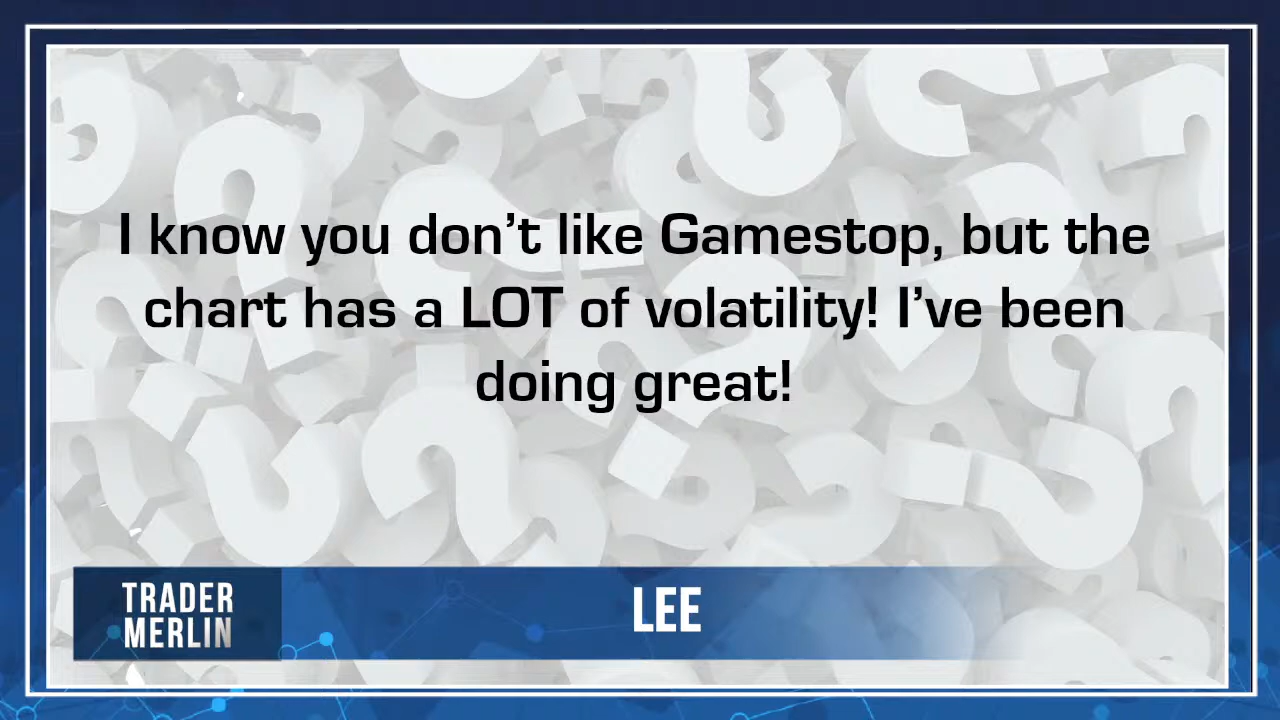 I know you don’t like Gamestop, but the
chart has a LOT of volatility! I’ve been
doing great!
TRADER
MERLIN
LEE